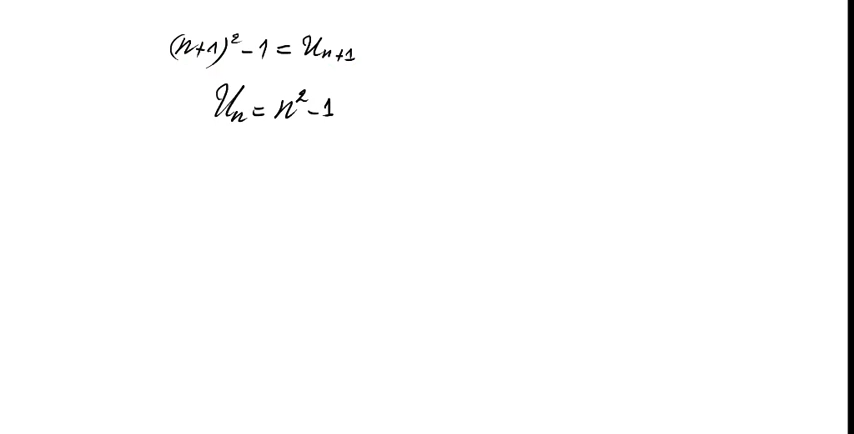 (n+1)² - 1 = Uₙ₊₁
Uₙ = n² - 1